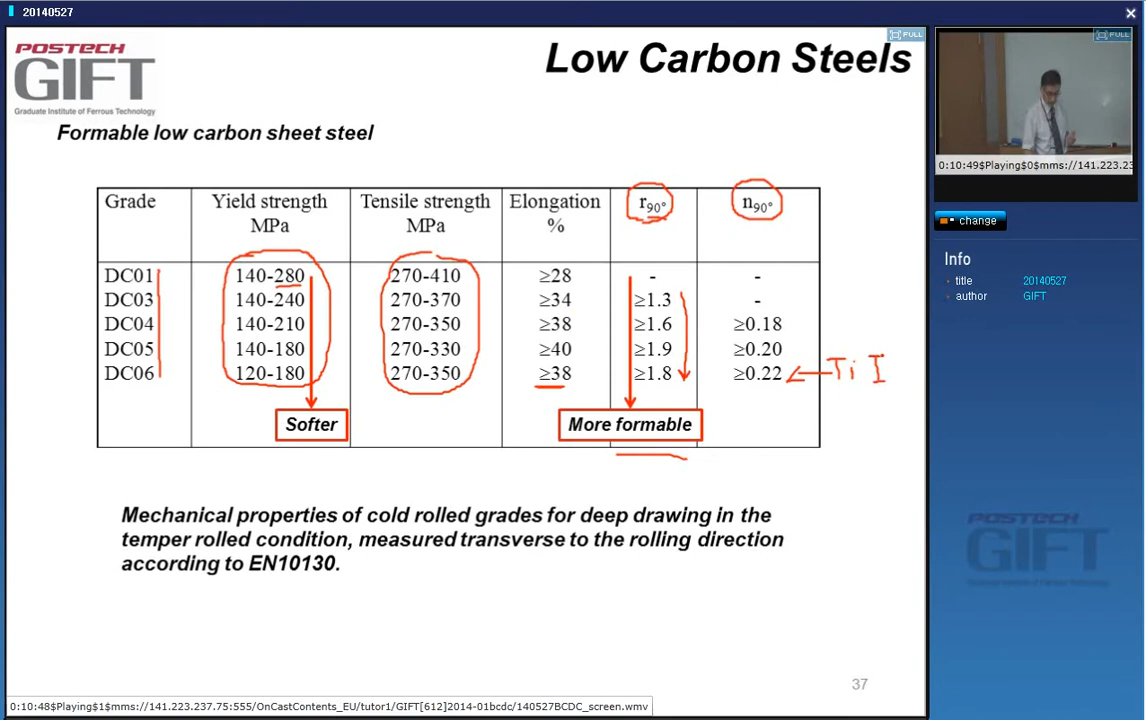 20140527
POSTECH
GIFT
Graduate Institute of Ferrous Technology
FULL
Low Carbon Steels
Formable low carbon sheet steel
Grade Yield strength MPa Tensile strength MPa Elongation % r90° n90°
DC01 140-280 270-410 ≥28 - -
DC03 140-240 270-370 ≥34 ≥1.3 -
DC04 140-210 270-350 ≥38 ≥1.6 ≥0.18
DC05 140-180 270-330 ≥40 ≥1.9 ≥0.20
DC06 120-180 270-350 ≥38 ≥1.8 ≥0.22
Ti I
Softer
More formable
Mechanical properties of cold rolled grades for deep drawing in the
temper rolled condition, measured transverse to the rolling direction
according to EN10130.
37
0:10:48$Playing$1$mms://141.223.237.75:555/OnCastContents_EU/tutor1/GIFT[612]2014-01bcdc/140527BCDC_screen.wmv
FULL
0:10:49$Playing$0$mms://141.223.23
change
Info
title 20140527
author GIFT
POSTECH
GIFT